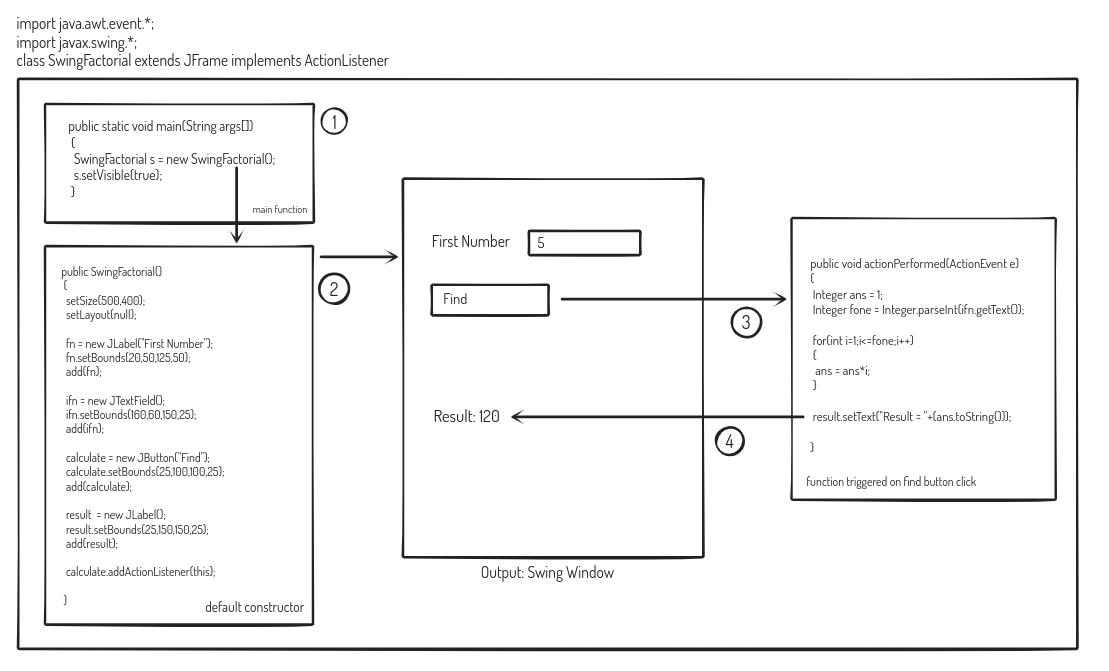 import java.awt.event.*;
import javax.swing.*;
class SwingFactorial extends JFrame implements ActionListener
public static void main(String args[])
{
SwingFactorial s = new SwingFactorial();
s.setVisible(true);
}
main function
1
public SwingFactorial()
{
setSize(500,400);
setLayout(null);
fn = new JLabel("First Number");
fn.setBounds(20,50,125,50);
add(fn);
ifn = new JTextField();
ifn.setBounds(160,60,150,25);
add(ifn);
calculate = new JButton("Find");
calculate.setBounds(25,100,100,25);
add(calculate);
result  = new JLabel();
result.setBounds(25,150,150,25);
add(result);
calculate.addActionListener(this);
}
default constructor
2
First Number
5
Find
Result: 120
Output: Swing Window
3
public void actionPerformed(ActionEvent e)
{
Integer ans = 1;
Integer fone = Integer.parseInt(ifn.getText());
for(int i=1;i<=fone;i++)
{
ans = ans*i;
}
result.setText("Result = "+(ans.toString()));
}
function triggered on find button click
4